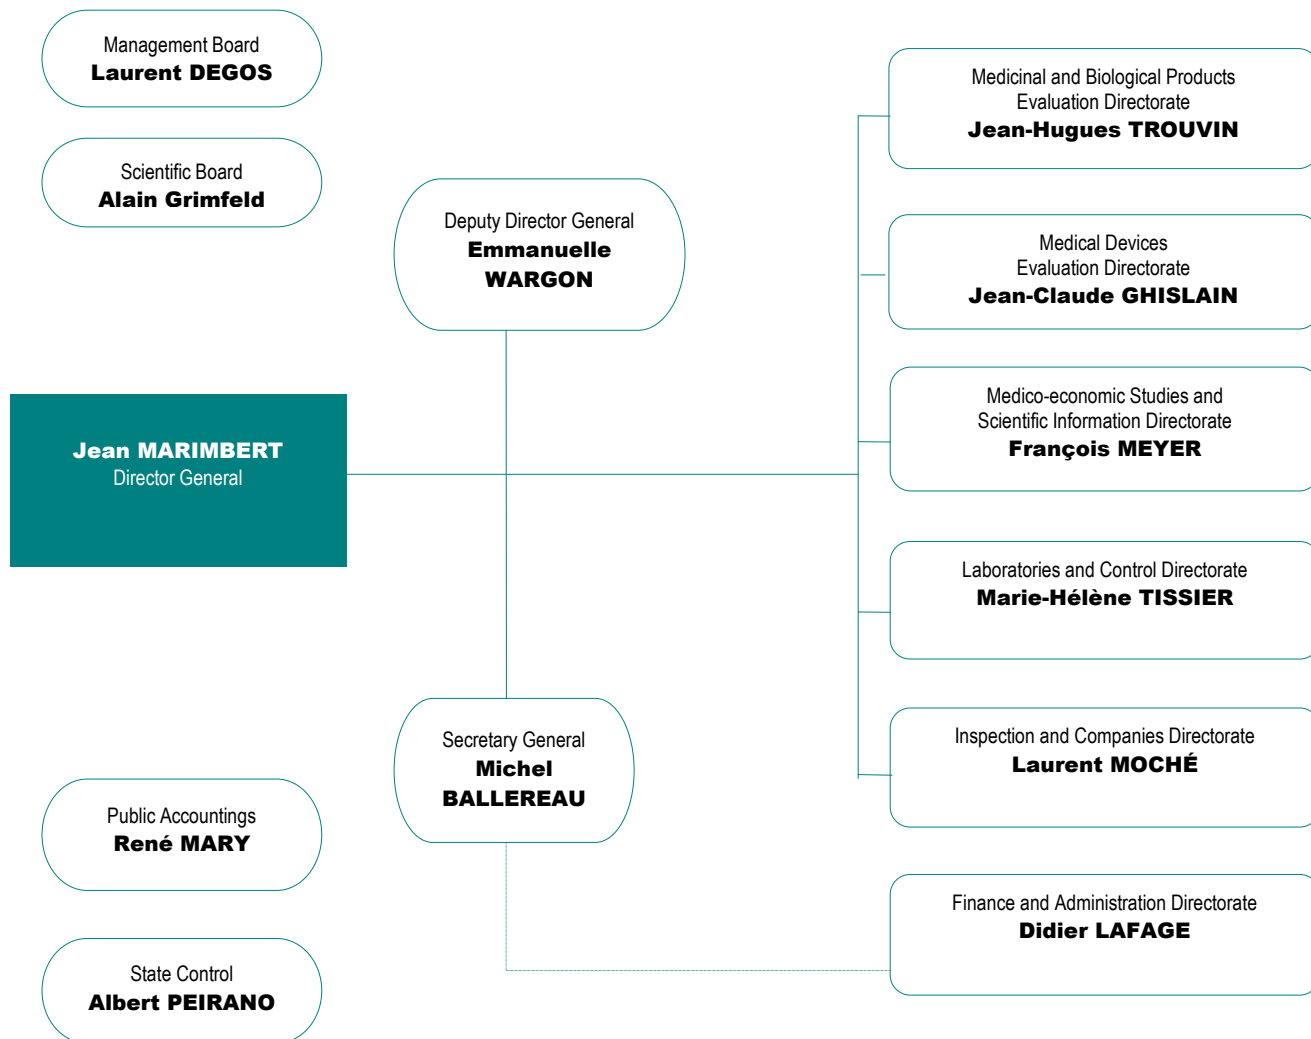 Management Board
Laurent DEGOS
Scientific Board
Alain Grimfeld
Deputy Director General
Emmanuelle
WARGON
Jean MARIMBERT
Director General
Secretary General
Michel
BALLEREAU
Public Accountings
René MARY
State Control
Albert PEIRANO
Medicinal and Biological Products
Evaluation Directorate
Jean-Hugues TROUVIN
Medical Devices
Evaluation Directorate
Jean-Claude GHISLAIN
Medico-economic Studies and
Scientific Information Directorate
François MEYER
Laboratories and Control Directorate
Marie-Hélène TISSIER
Inspection and Companies Directorate
Laurent MOCHÉ
Finance and Administration Directorate
Didier LAFAGE